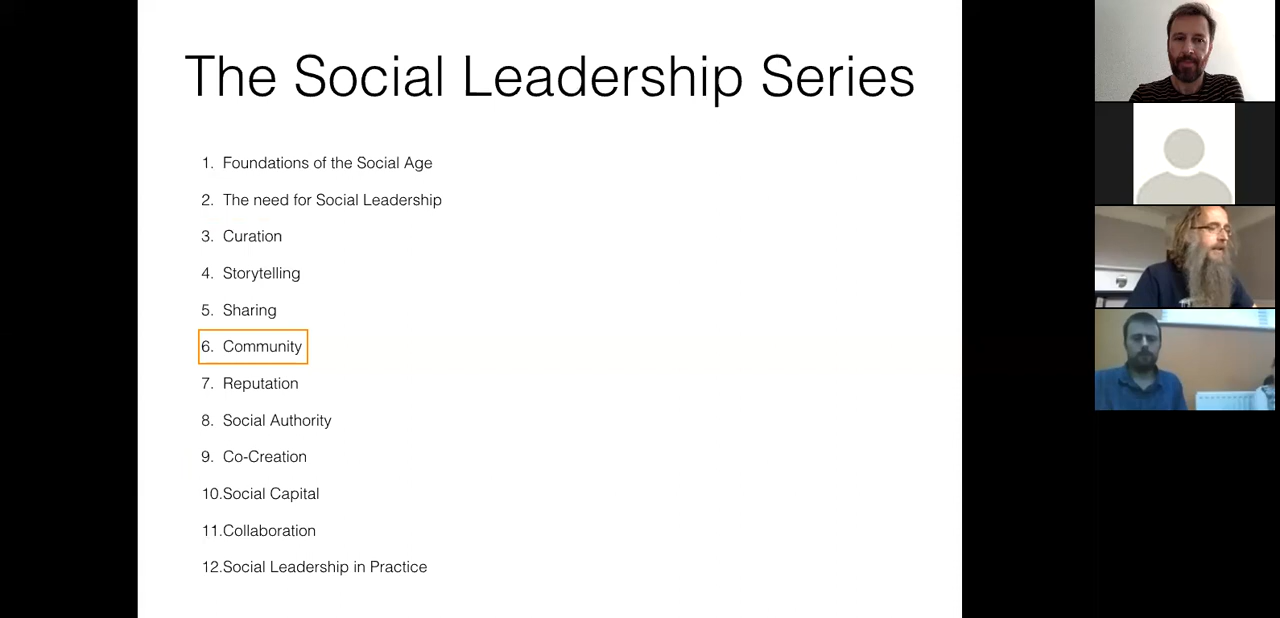 The Social Leadership Series
1. Foundations of the Social Age
2. The need for Social Leadership
3. Curation
4. Storytelling
5. Sharing
6. Community
7. Reputation
8. Social Authority
9. Co-Creation
10.Social Capital
11.Collaboration
12.Social Leadership in Practice